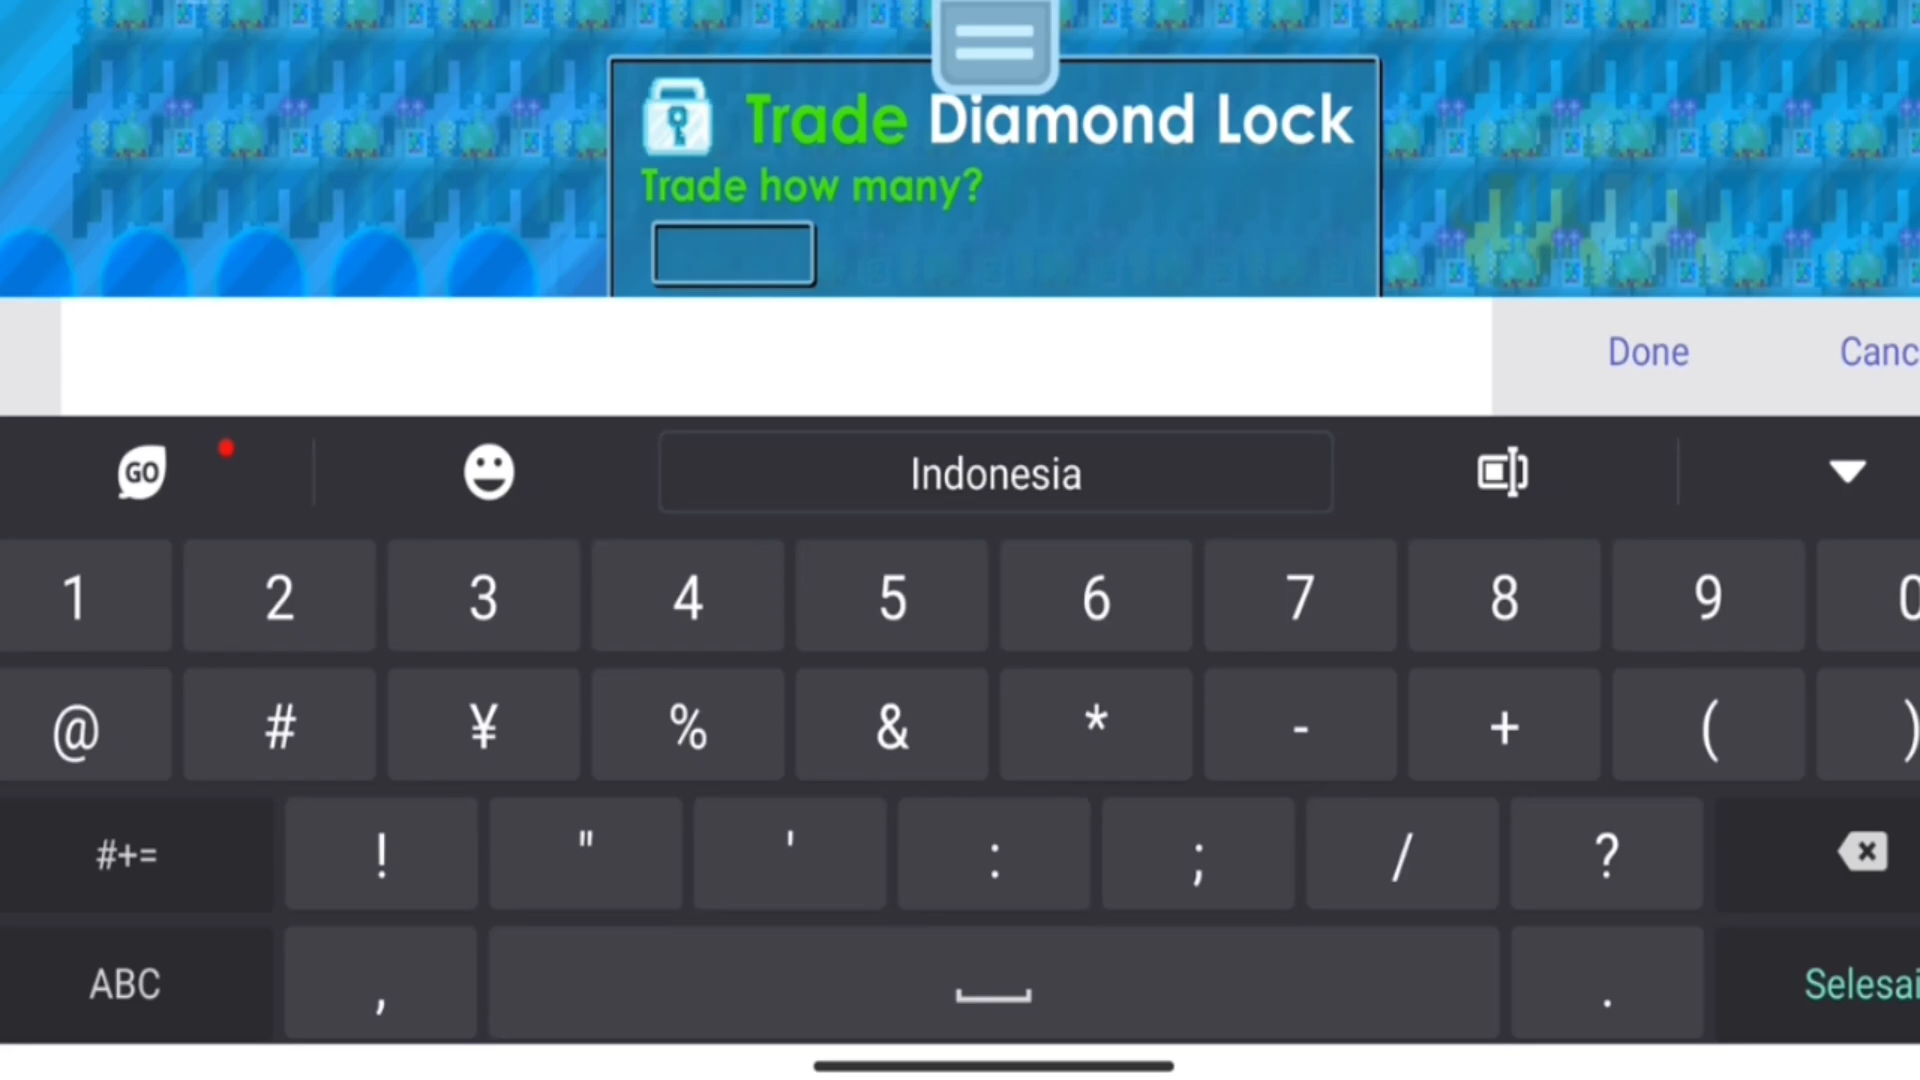 Trade Diamond Lock
Trade how many?
Done Canc
GO Indonesia
1 2 3 4 5 6 7 8 9 0
@ # ¥ % & * - + ( )
#+= ! " ' : ; / ?
ABC , . Selesai